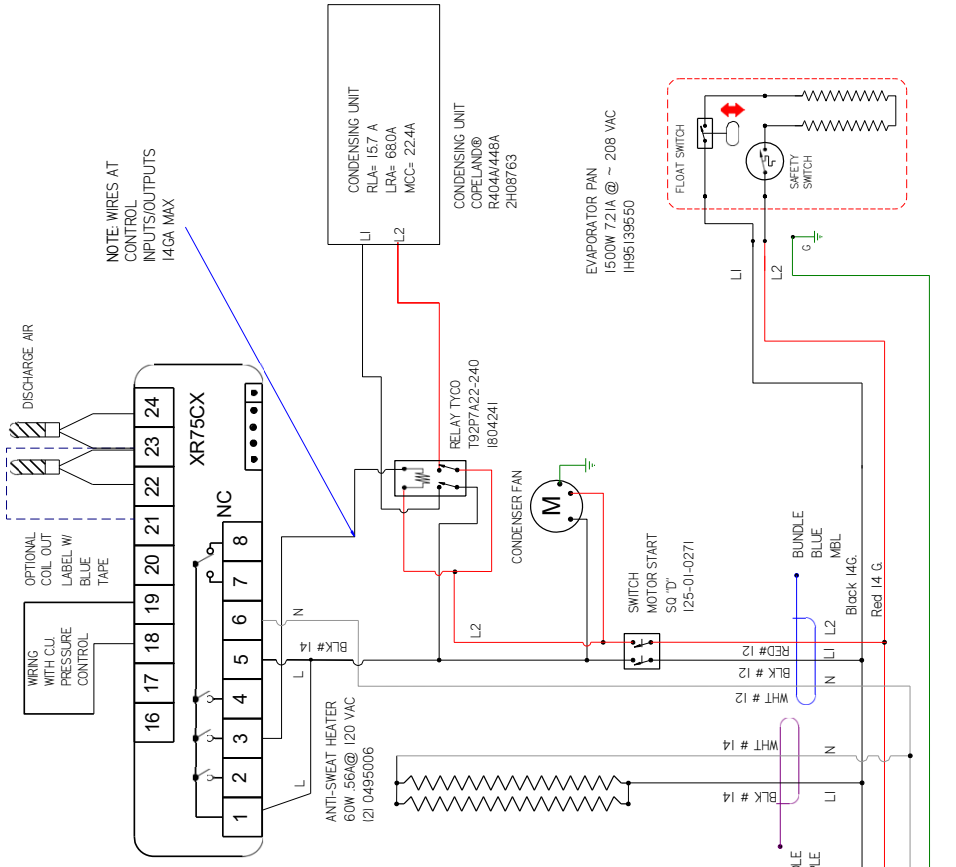 DISCHARGE AIR
OPTIONAL
COIL OUT
LABEL W/
BLUE
TAPE
WIRING
WITH C.U.
PRESSURE
CONTROL
24
23
22
21
20
19
18
17
16
XR75CX
NC
8
7
6
5
4
3
2
1
NOTE: WIRES AT
CONTROL
INPUTS/OUTPUTS
14GA MAX
CONDENSING UNIT
RLA= 15.7 A
LRA= 68.0A
MCC= 22.4A
L1
L2
CONDENSING UNIT
COPELAND®
R404A/448A
2H08763
RELAY TYCO
T92P7A22-240
1804241
CONDENSER FAN
M
EVAPORATOR PAN
1500W 7.21A @ ~ 208 VAC
1H95139550
FLOAT SWITCH
SAFETY
SWITCH
L1
L2
G
SWITCH
MOTOR START
SQ "D"
125-01-0271
BUNDLE
BLUE
MBL
Black 14G.
Red 14 G.
N
BLK# 14
L
L
L2
L2
RED# 12
L1
BLK # 12
N
WHT # 12
ANTI-SWEAT HEATER
60W .56A@ 120 VAC
(2) 0495006
WHT # 14
N
BLK # 14
L1